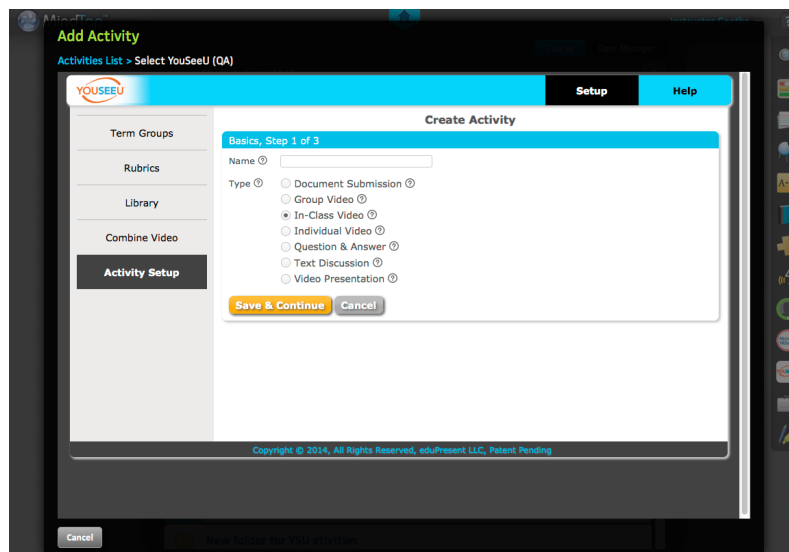 Add Activity
Activities List > Select YouSeeU (QA)
YOUSEEU
Setup
Help
Term Groups
Rubrics
Library
Combine Video
Activity Setup
Create Activity
Basics, Step 1 of 3
Name
Type
Document Submission
Group Video
In-Class Video
Individual Video
Question & Answer
Text Discussion
Video Presentation
Save & Continue
Cancel
Copyright © 2014, All Rights Reserved, eduPresent LLC, Patent Pending
Cancel
New folder for YSU ativities